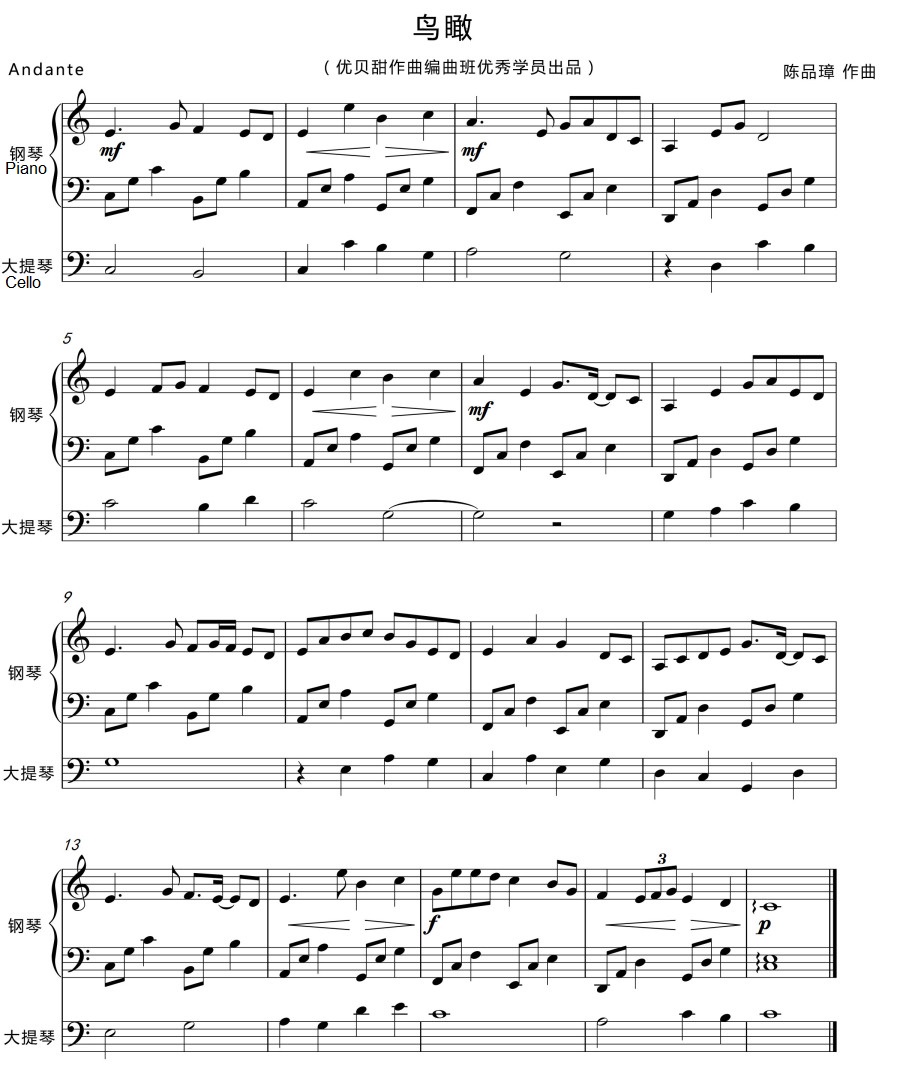 鸟瞰
Andante
（优贝甜作曲编曲班优秀学员出品）
陈品璋 作曲
钢琴
Piano
mf
mf
大提琴
Cello
5
钢琴
mf
大提琴
9
钢琴
大提琴
13
3
钢琴
f
p
大提琴